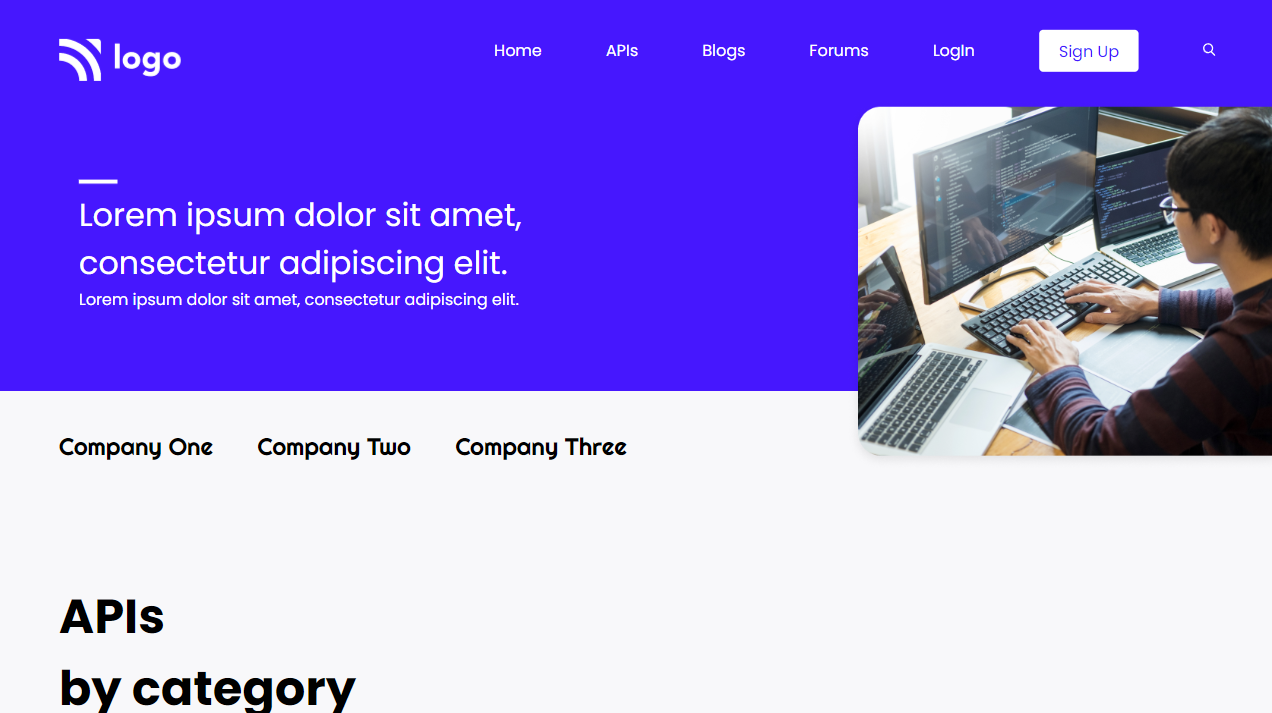 logo
Home
APIs
Blogs
Forums
LogIn
Sign Up
Lorem ipsum dolor sit amet,
consectetur adipiscing elit.
Lorem ipsum dolor sit amet, consectetur adipiscing elit.
Company One
Company Two
Company Three
APIs
by category